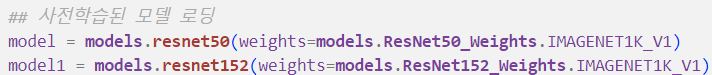 ## 사전학습된 모델 로딩
model = models.resnet50(weights=models.ResNet50_Weights.IMAGENET1K_V1)
model1 = models.resnet152(weights=models.ResNet152_Weights.IMAGENET1K_V1)